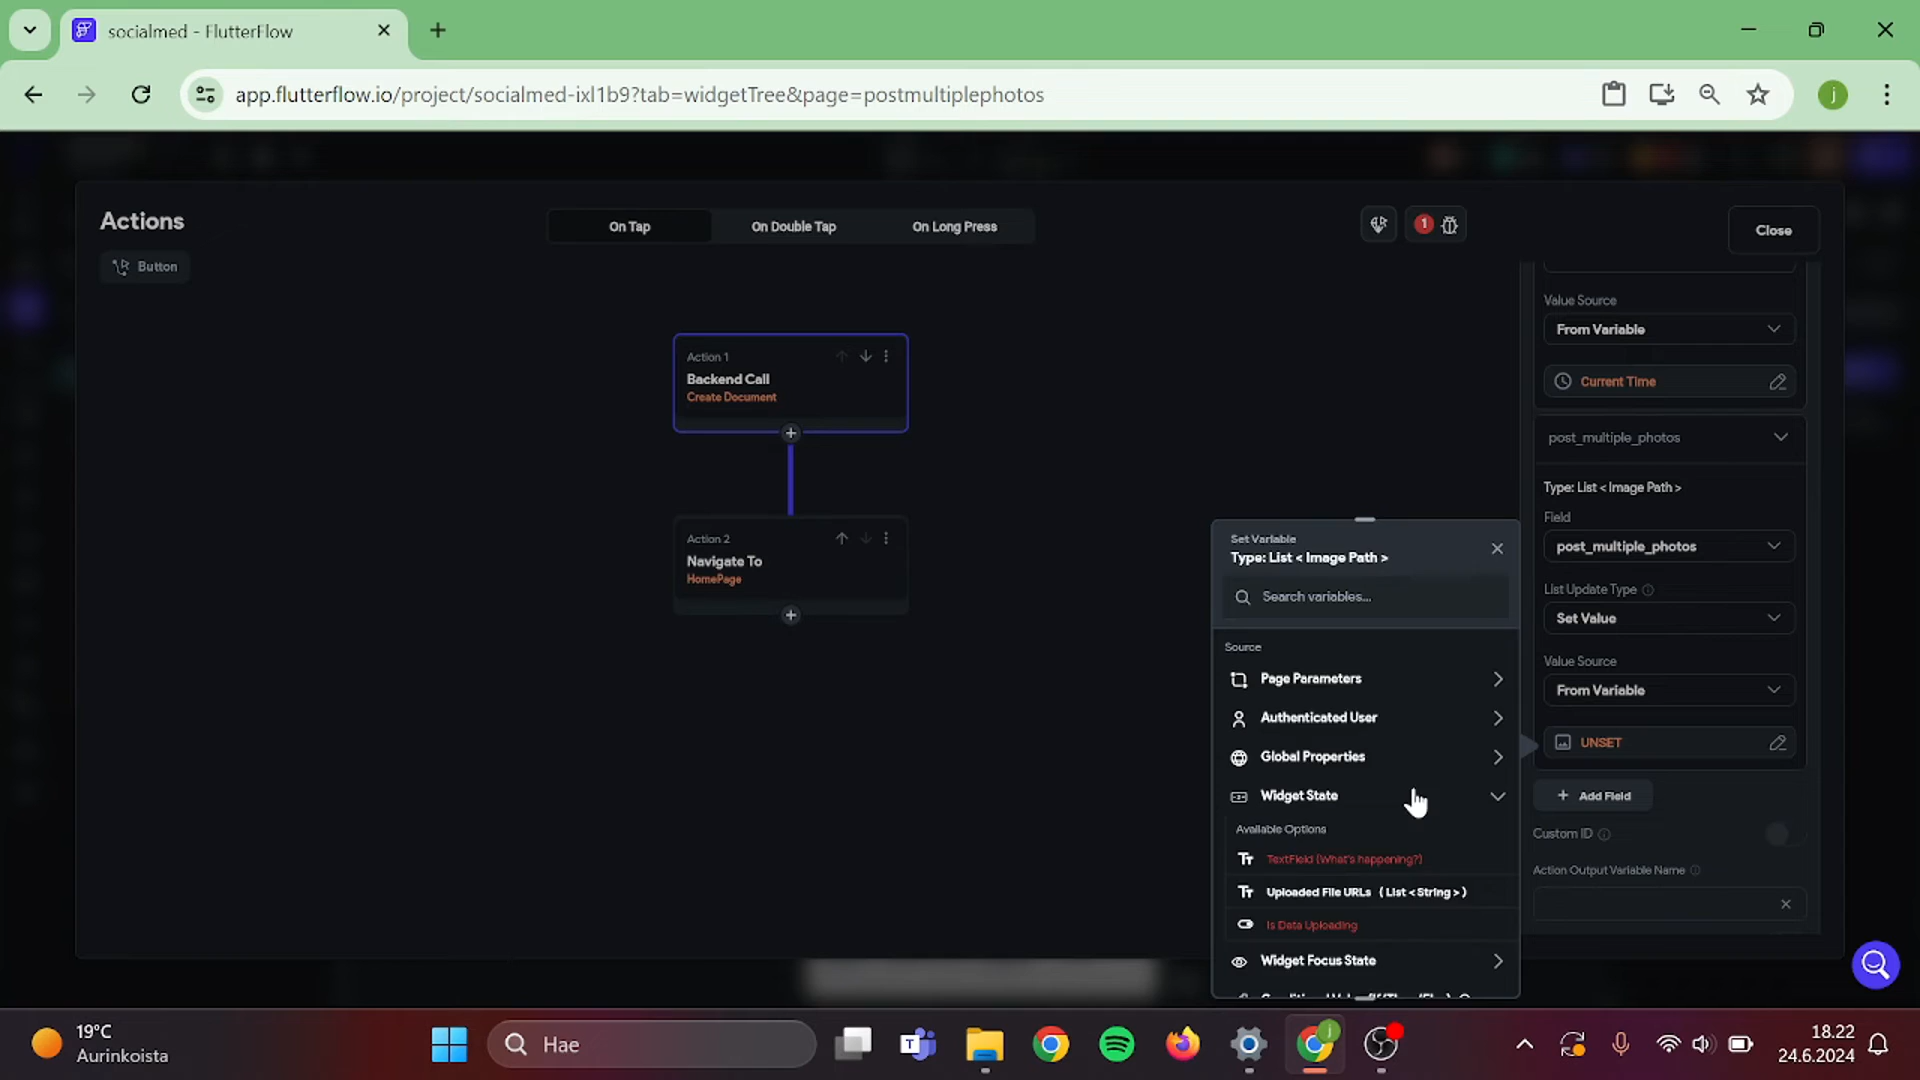 socialmed - FlutterFlow
app.flutterflow.io/project/socialmed-ixl1b9?tab=widgetTree&page=postmultiplephotos
j
Actions
On Tap
On Double Tap
On Long Press
1
Close
Button
Value Source
From Variable
Current Time
Action 1
Backend Call
Create Document
post_multiple_photos
Type: List < Image Path >
Field
post_multiple_photos
Action 2
Navigate To
HomePage
List Update Type
Set Value
Value Source
From Variable
UNSET
Add Field
Custom ID
Action Output Variable Name
Set Variable
Type: List < Image Path >
Search variables...
Source
Page Parameters
Authenticated User
Global Properties
Widget State
Available Options
TextField (What's happening?)
Uploaded File URLs ( List < String > )
Is Data Uploading
Widget Focus State
19°C
Aurinkoista
Hae
j
18.22
24.6.2024